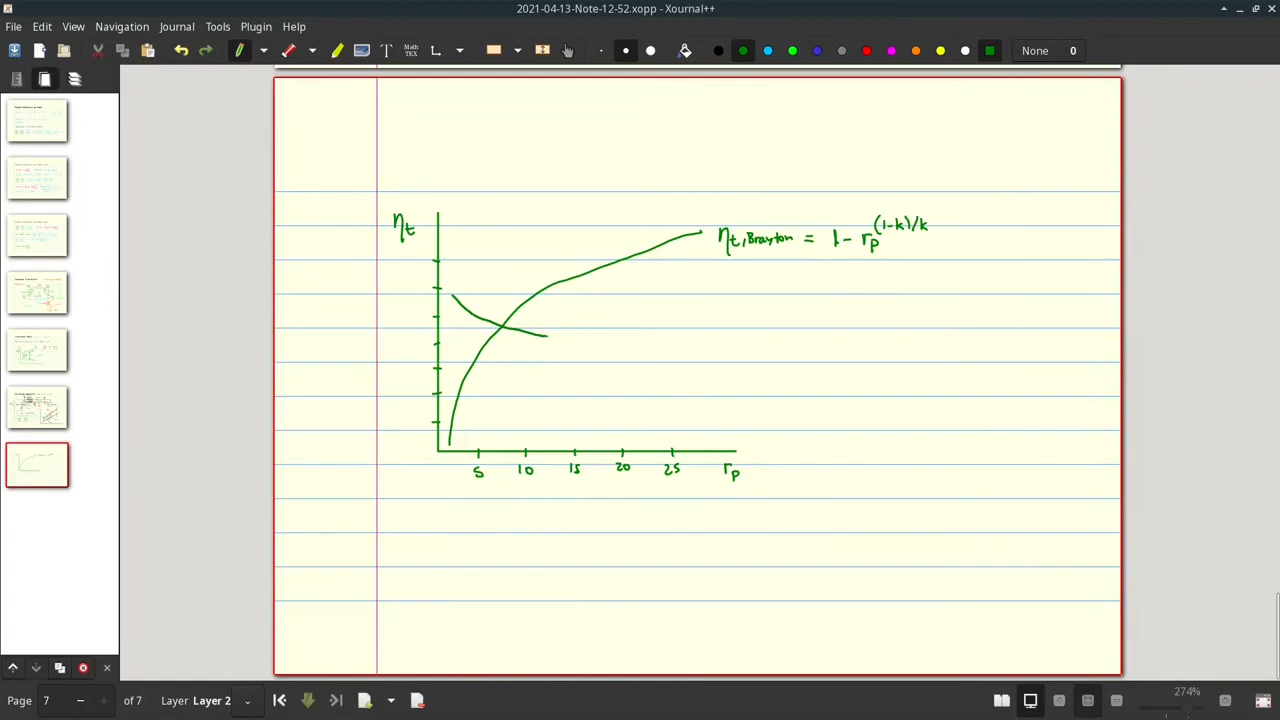 2021-04-13-Note-12-52.xopp - Xournal++
File Edit View Navigation Journal Tools Plugin Help
T Math TEX None 0
ηt
ηt, Brayton = 1 - rp^(1-k)/k
5 10 15 20 25 rp
Page 7 of 7 Layer Layer 2 274%